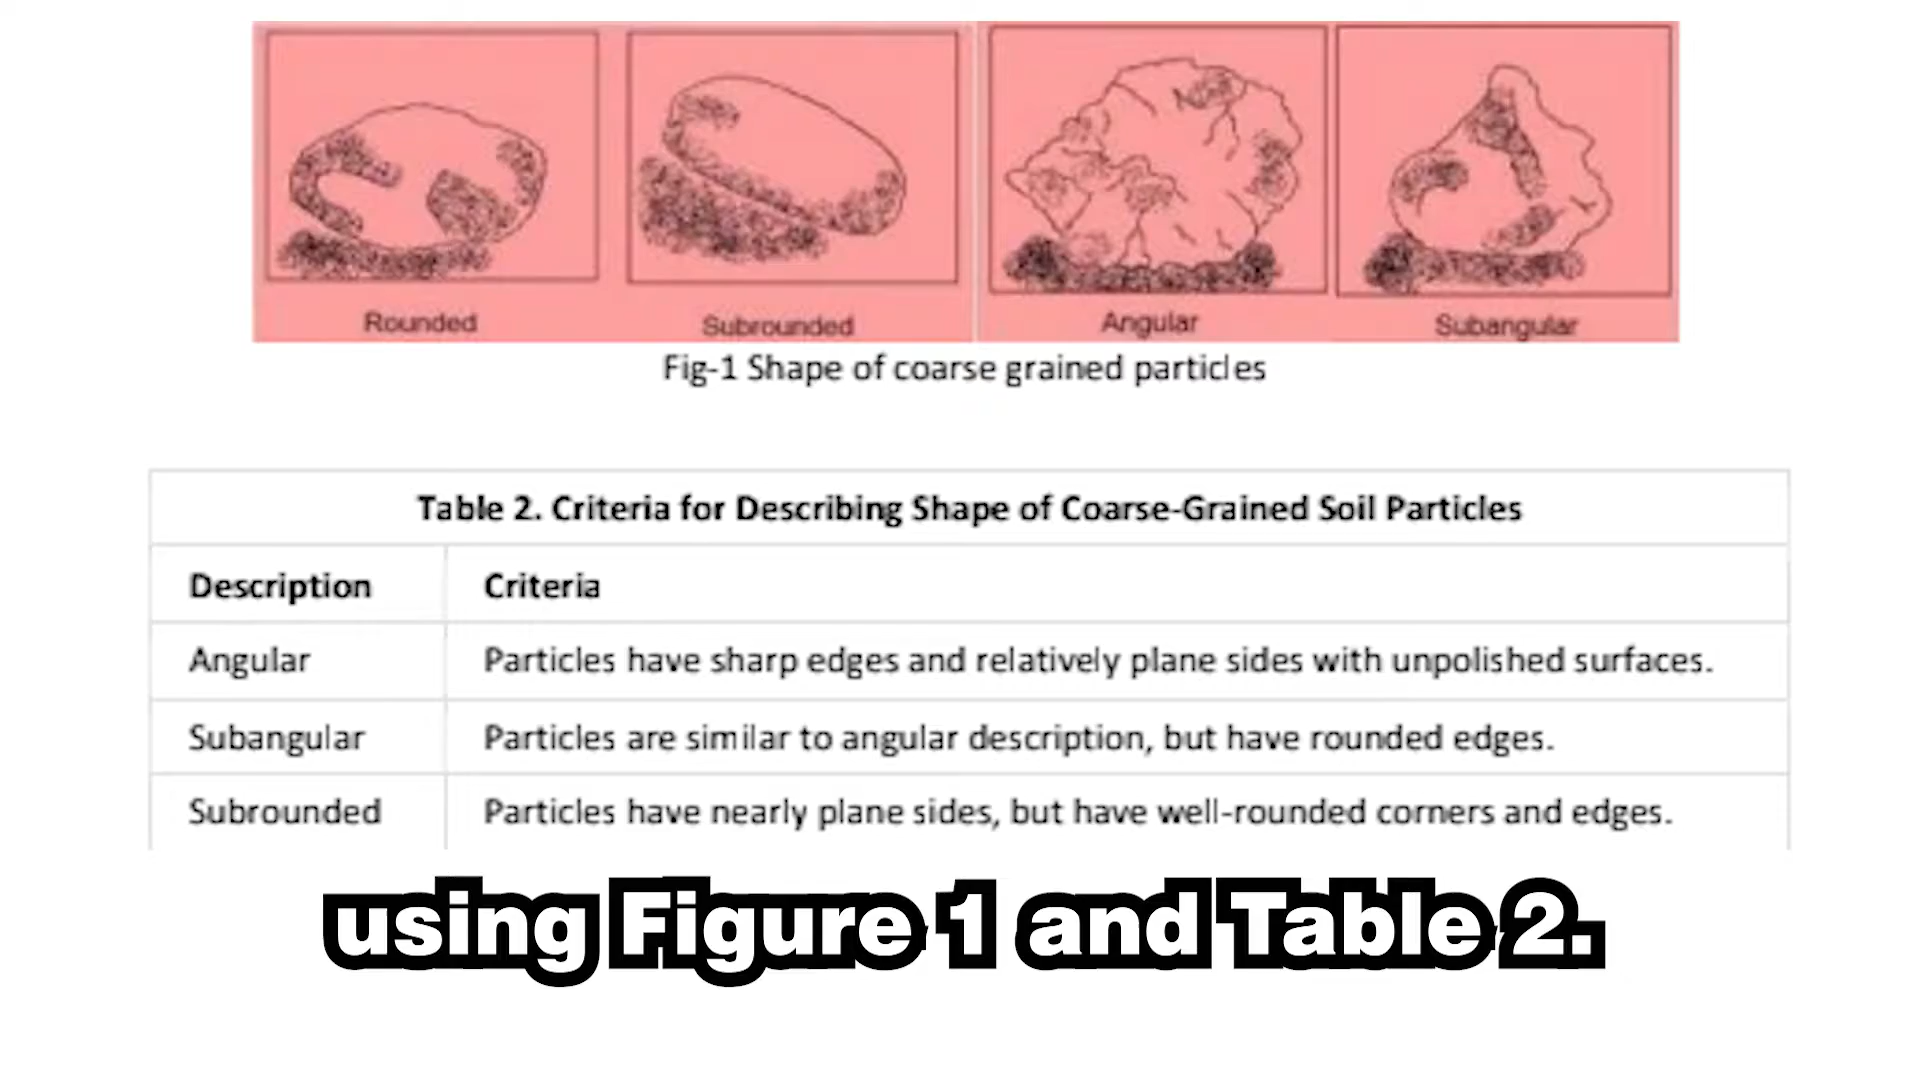 Rounded Subrounded Angular Subangular
Fig-1 Shape of coarse grained particles
Table 2. Criteria for Describing Shape of Coarse-Grained Soil Particles
Description Criteria
Angular Particles have sharp edges and relatively plane sides with unpolished surfaces.
Subangular Particles are similar to angular description, but have rounded edges.
Subrounded Particles have nearly plane sides, but have well-rounded corners and edges.
using Figure 1 and Table 2.